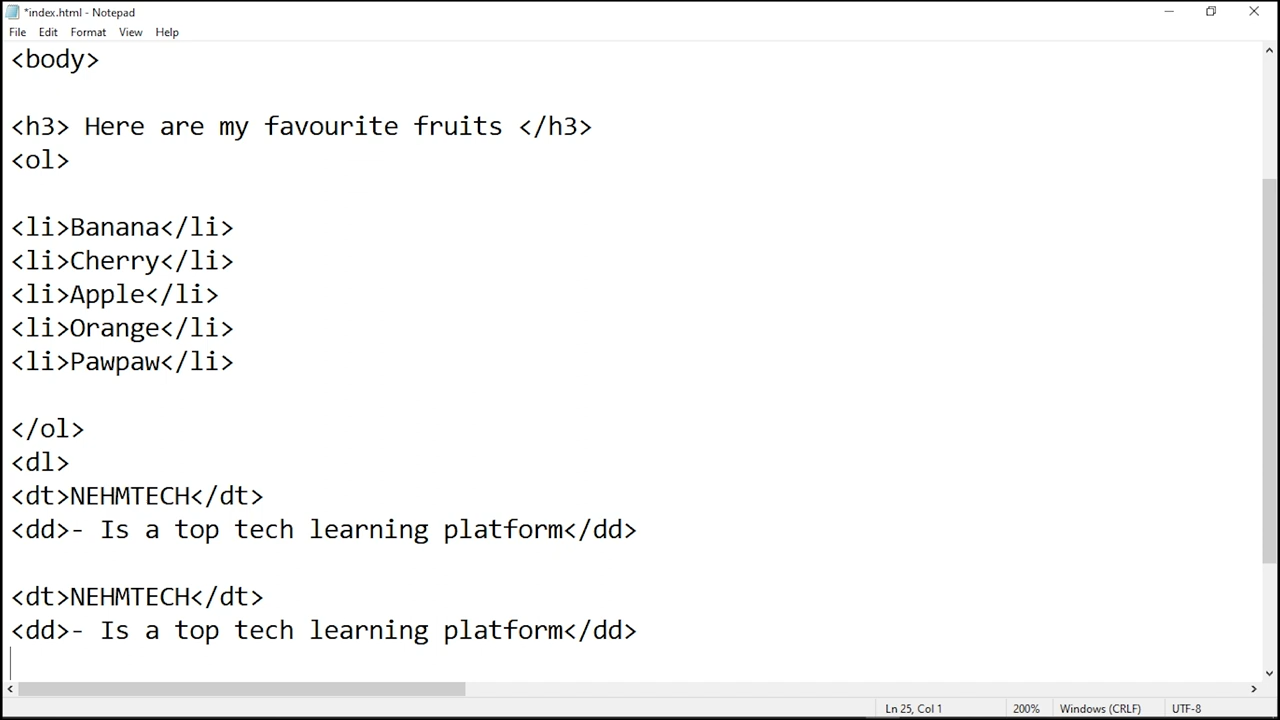 *index.html - Notepad
File Edit Format View Help
<body>
<h3> Here are my favourite fruits </h3>
<ol>
<li>Banana</li>
<li>Cherry</li>
<li>Apple</li>
<li>Orange</li>
<li>Pawpaw</li>
</ol>
<dl>
<dt>NEHMTECH</dt>
<dd>- Is a top tech learning platform</dd>
<dt>NEHMTECH</dt>
<dd>- Is a top tech learning platform</dd>
Ln 25, Col 1 200% Windows (CRLF) UTF-8